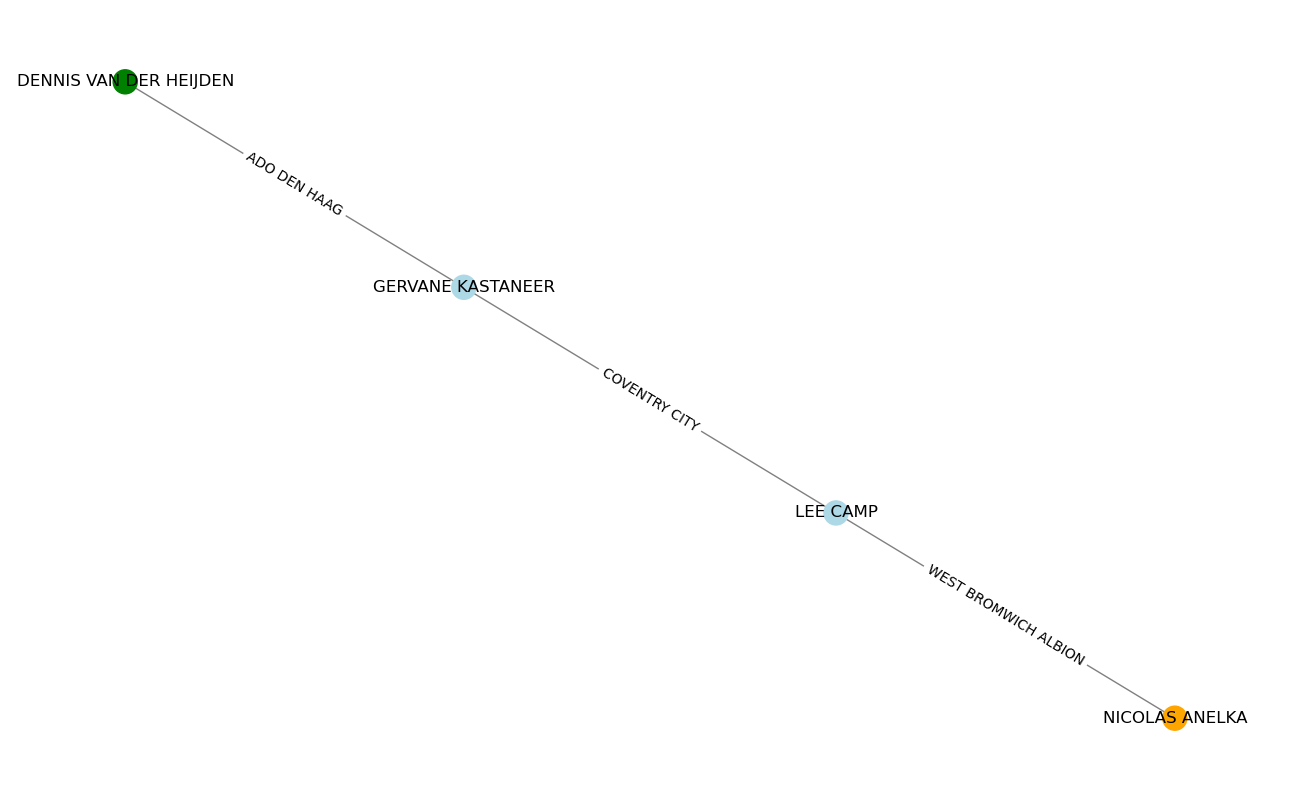 DENNIS VAN DER HEIJDEN
ADO DEN HAAG
GERVANE KASTANEER
COVENTRY CITY
LEE CAMP
WEST BROMWICH ALBION
NICOLAS ANELKA